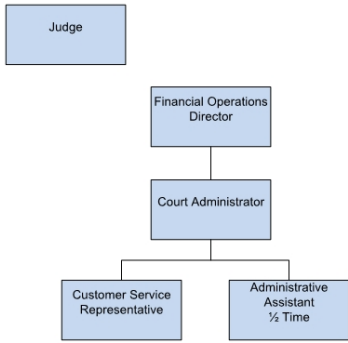 Judge
Financial Operations
Director
Court Administrator
Customer Service
Representative
Administrative
Assistant
½ Time